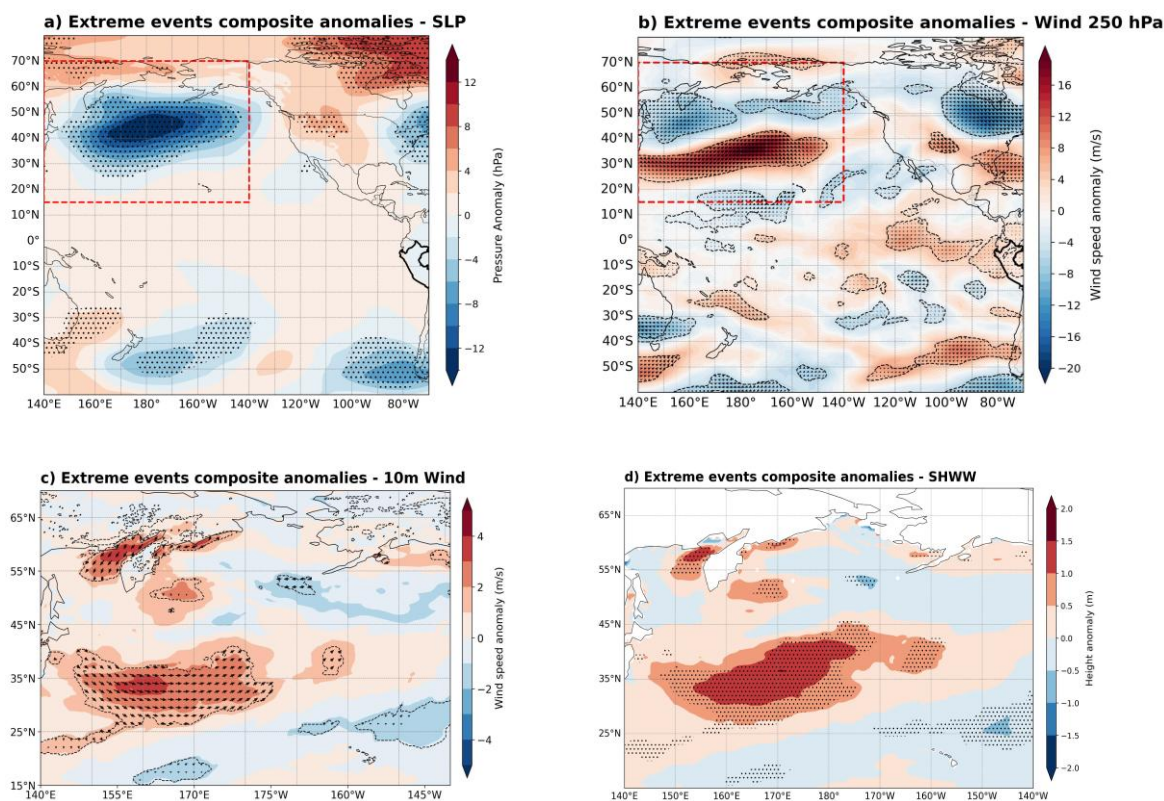 a) Extreme events composite anomalies - SLP
70°N
60°N
50°N
40°N
30°N
20°N
10°N
0°
10°S
20°S
30°S
40°S
50°S
140°E 160°E 180° 160°W 140°W 120°W 100°W 80°W
12
8
4
0
−4
−8
−12
Pressure Anomaly (hPa)
b) Extreme events composite anomalies - Wind 250 hPa
70°N
60°N
50°N
40°N
30°N
20°N
10°N
0°
10°S
20°S
30°S
40°S
50°S
140°E 160°E 180° 160°W 140°W 120°W 100°W 80°W
16
12
8
4
0
−4
−8
−12
−16
−20
Wind speed anomaly (m/s)
c) Extreme events composite anomalies - 10m Wind
65°N
55°N
45°N
35°N
25°N
15°N
140°E 155°E 170°E 175°W 160°W 145°W
4
2
0
−2
−4
Wind speed anomaly (m/s)
d) Extreme events composite anomalies - SHWW
65°N
55°N
45°N
35°N
25°N
140°E 150°E 160°E 170°E 180° 170°W 160°W 150°W 140°W
2.0
1.5
1.0
0.5
0.0
−0.5
−1.0
−1.5
−2.0
Height anomaly (m)